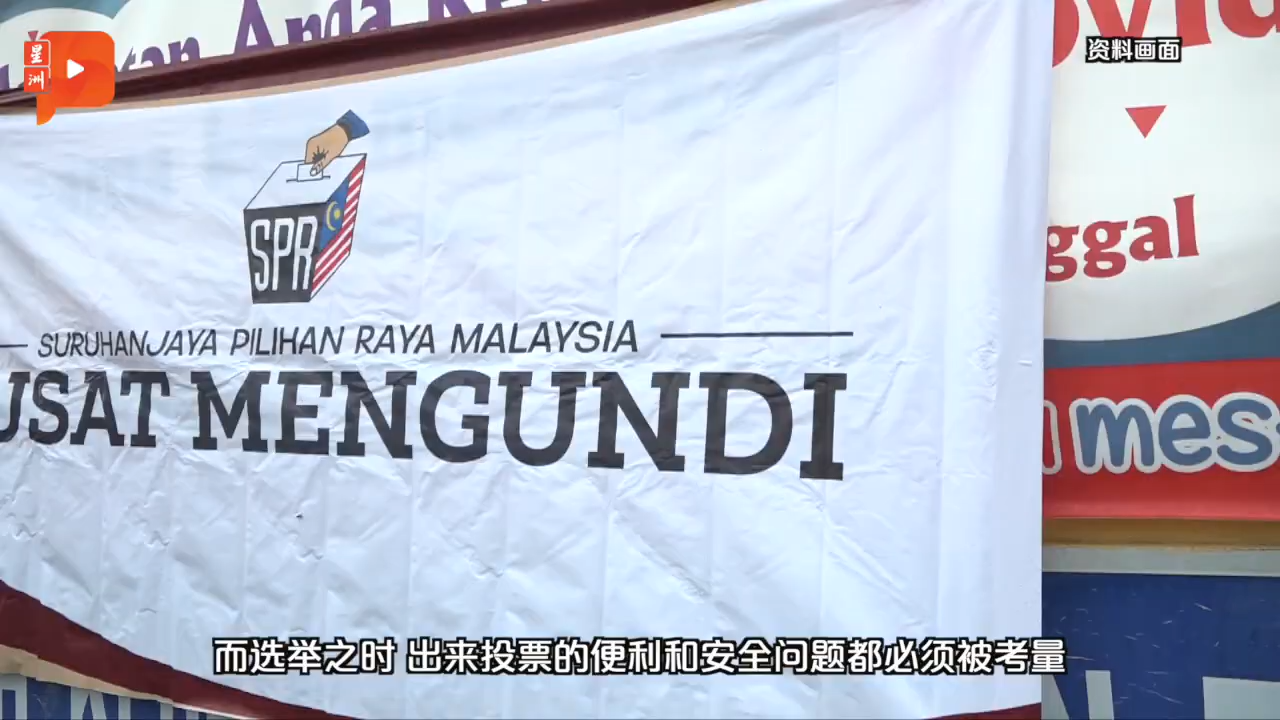 Anda
星洲
资料画面
SPR
SURUHANJAYA PILIHAN RAYA MALAYSIA
USAT MENGUNDI
ggal
mes
而选举之时 出来投票的便利和安全问题都必须被考量